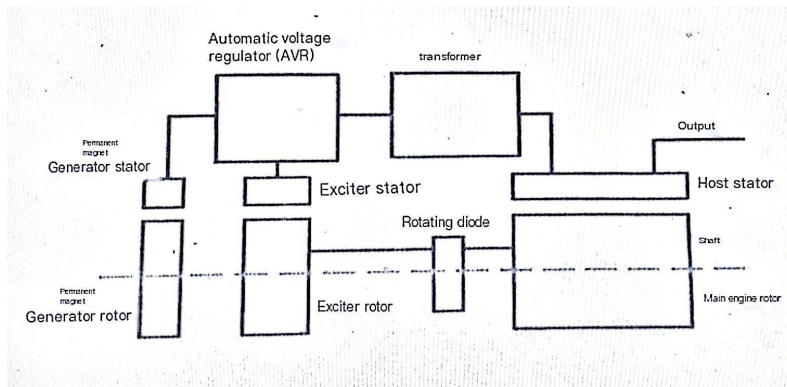 Automatic voltage
regulator (AVR)
transformer
Output
Permanent
magnet
Generator stator
Exciter stator
Host stator
Rotating diode
Shaft
Permanent
magnet
Generator rotor
Exciter rotor
Main engine rotor